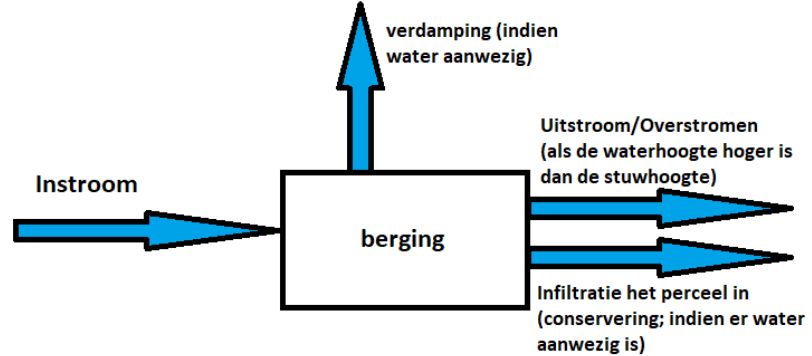 verdamping (indien
water aanwezig)
Uitstroom/Overstromen
(als de waterhoogte hoger is
dan de stuwhoogte)
Instroom
berging
Infiltratie het perceel in
(conservering; indien er water
aanwezig is)